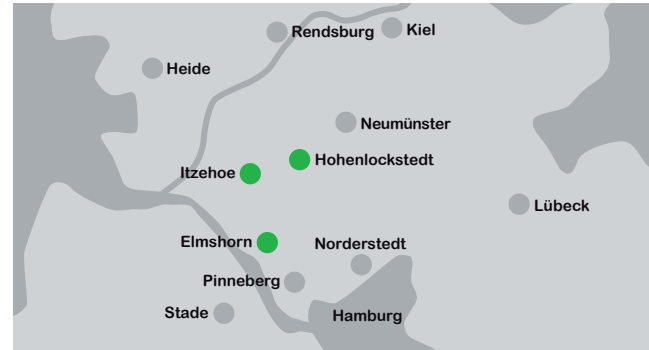 Rendsburg
Kiel
Heide
Neumünster
Hohenlockstedt
Itzehoe
Lübeck
Elmshorn
Norderstedt
Pinneberg
Stade
Hamburg